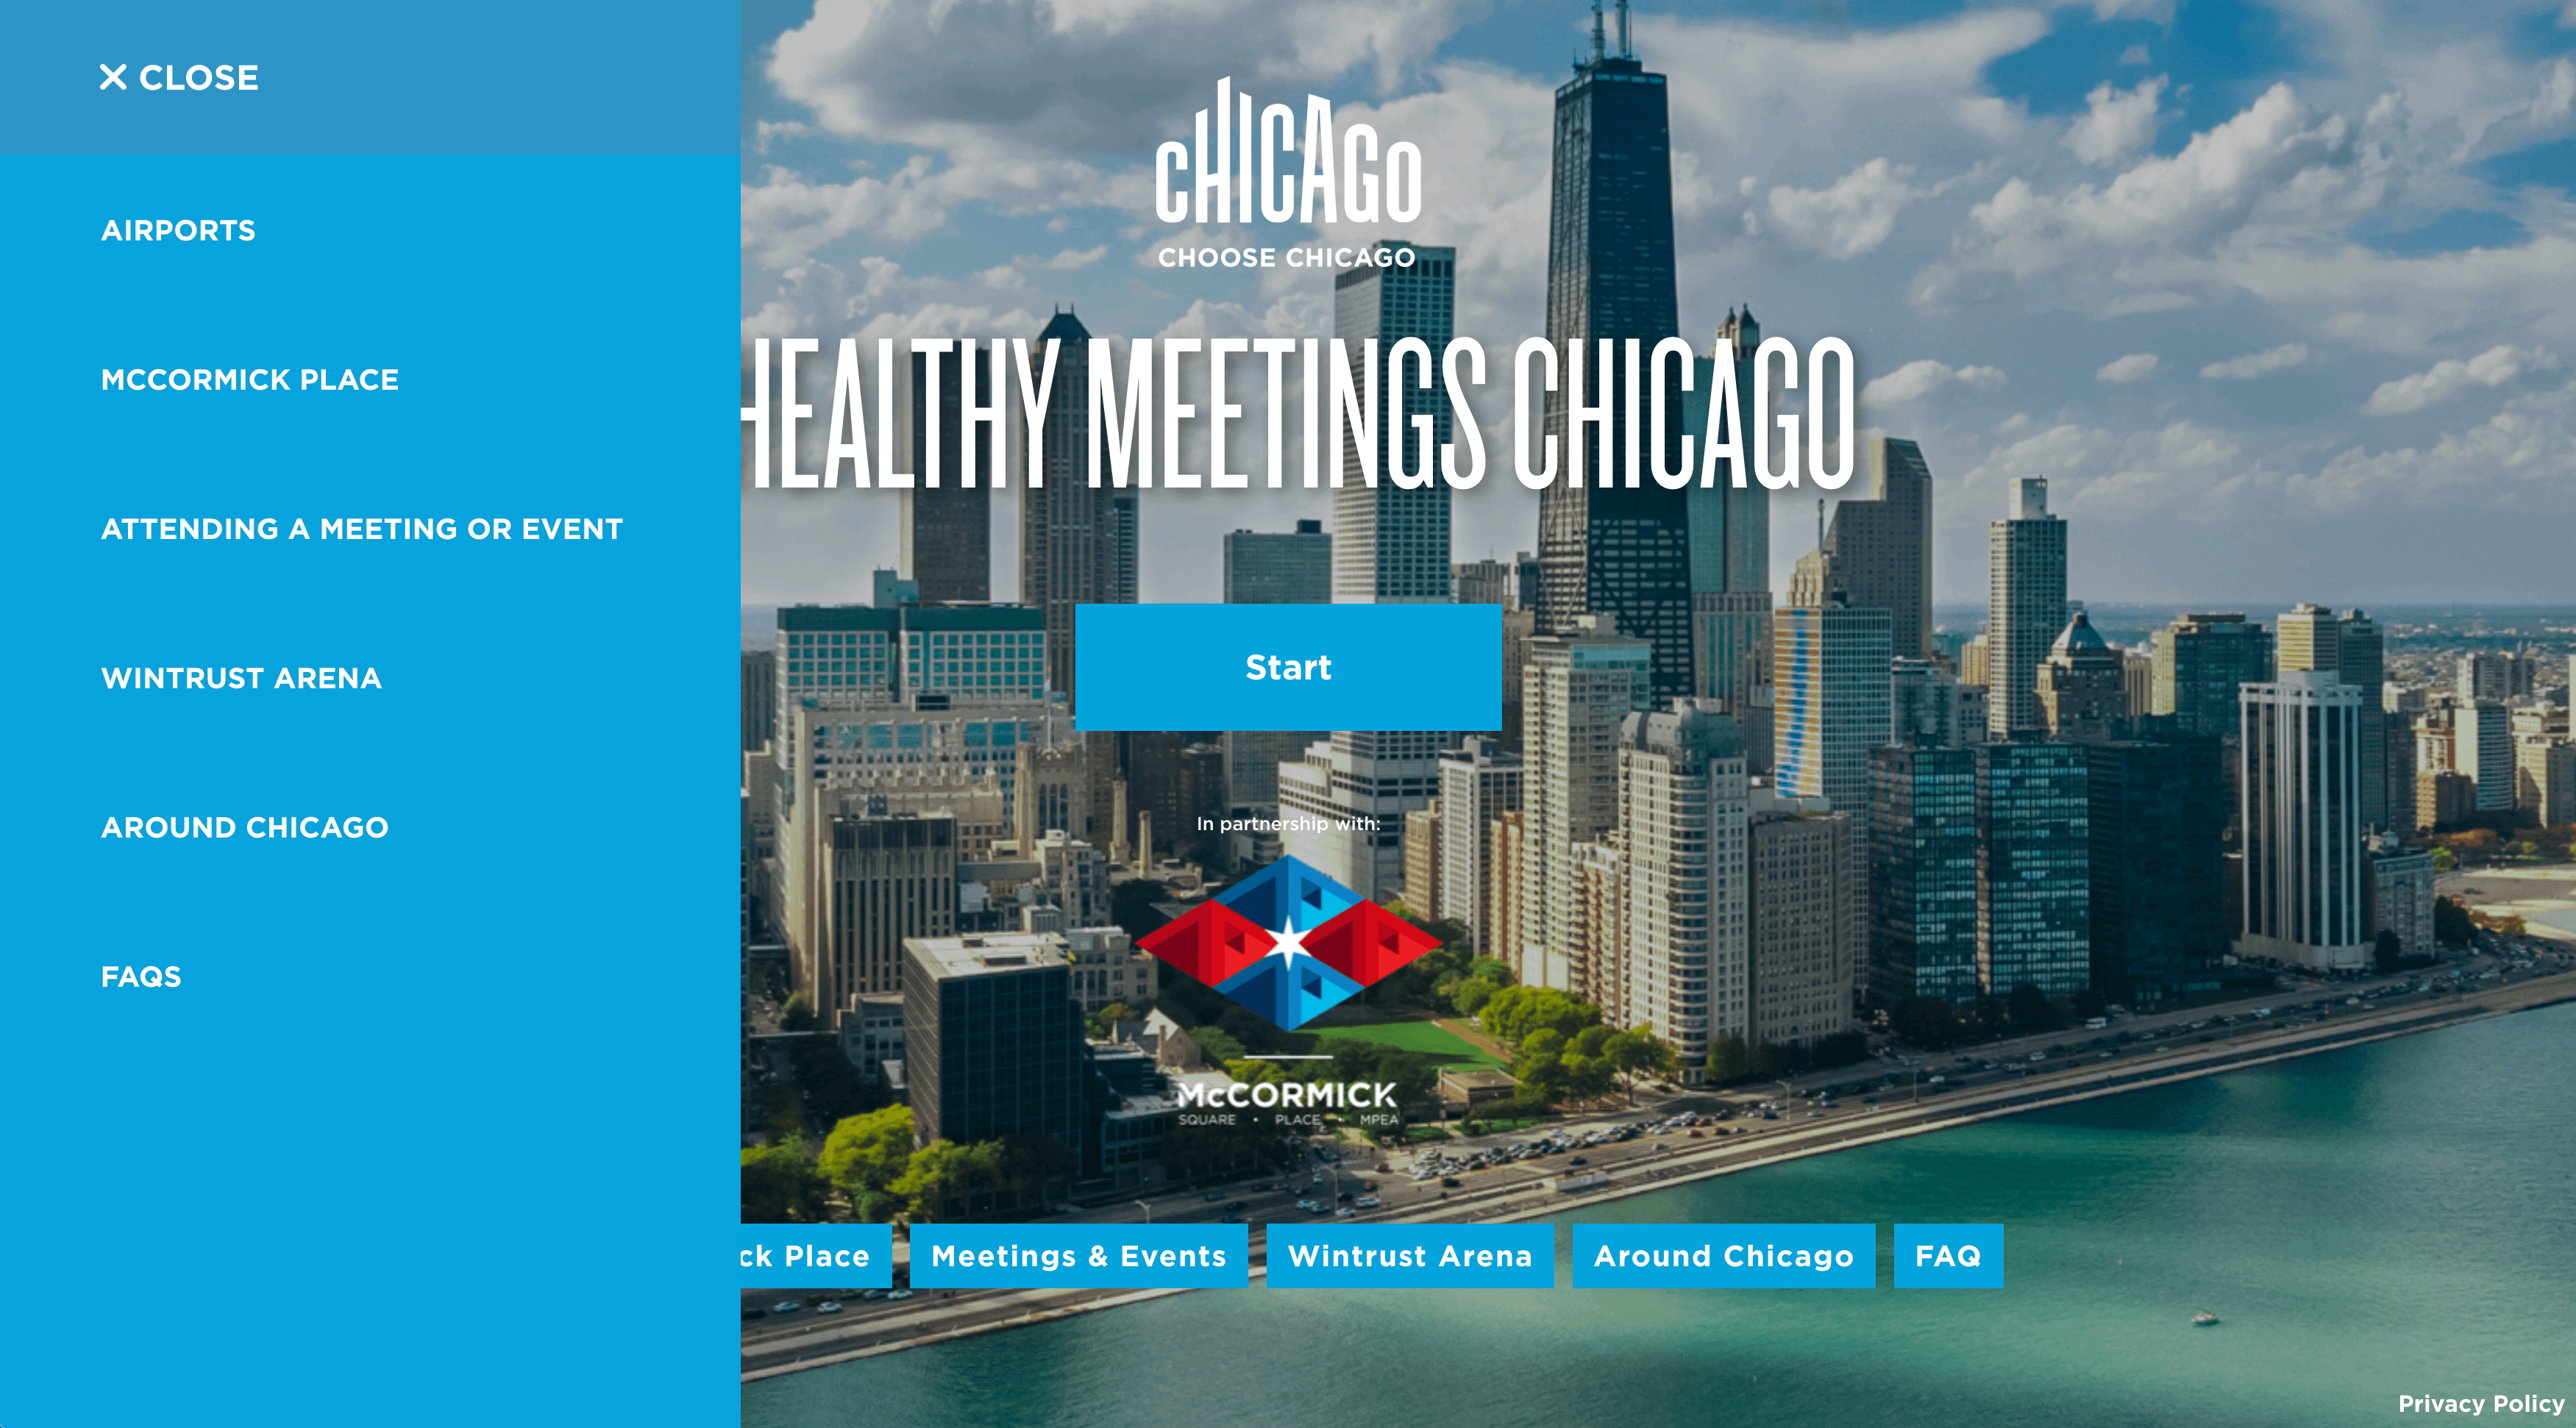 CLOSE
AIRPORTS
MCCORMICK PLACE
ATTENDING A MEETING OR EVENT
WINTRUST ARENA
AROUND CHICAGO
FAQS
cHICAGo
CHOOSE CHICAGO
HEALTHY MEETINGS CHICAGO
Start
In partnership with:
McCORMICK
SQUARE • PLACE • MPEA
ck Place
Meetings & Events
Wintrust Arena
Around Chicago
FAQ
Privacy Policy